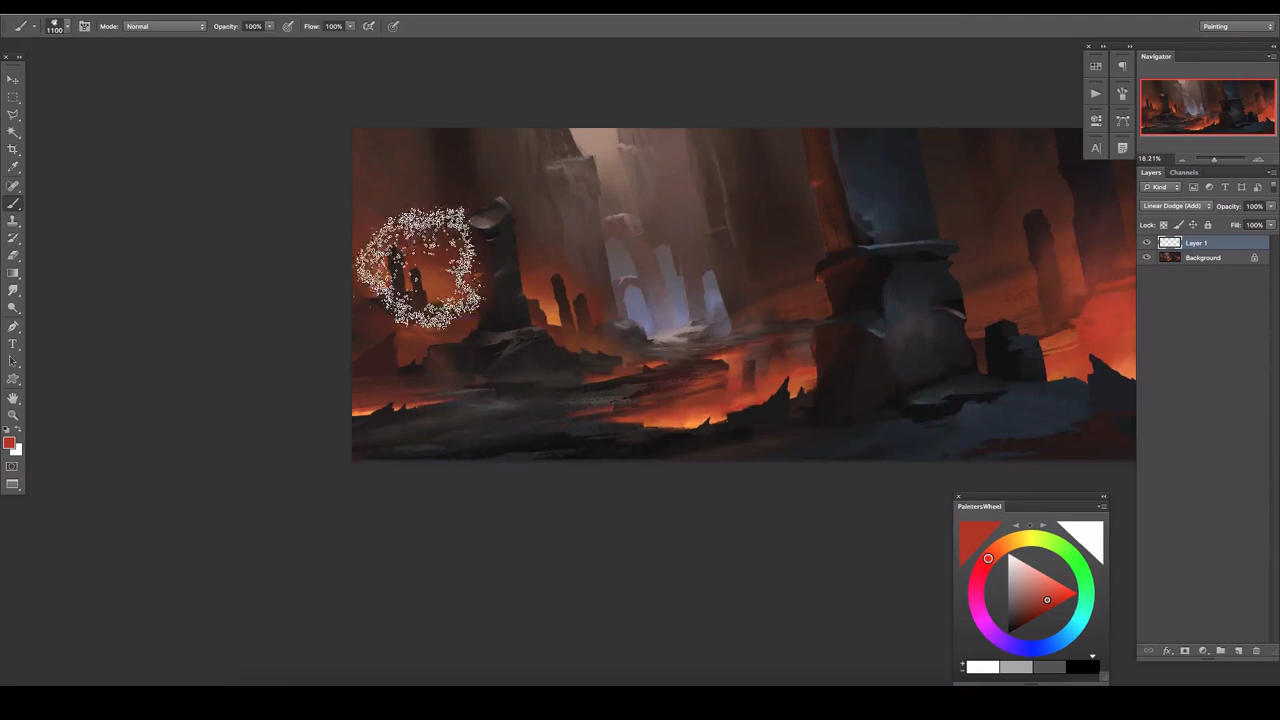 1100 Mode: Normal Opacity: 100% Flow: 100% Painting
Navigator
18.21%
Layers Channels
Kind
Linear Dodge (Add) Opacity: 100%
Lock: Fill: 100%
Layer 1
Background
PaintersWheel